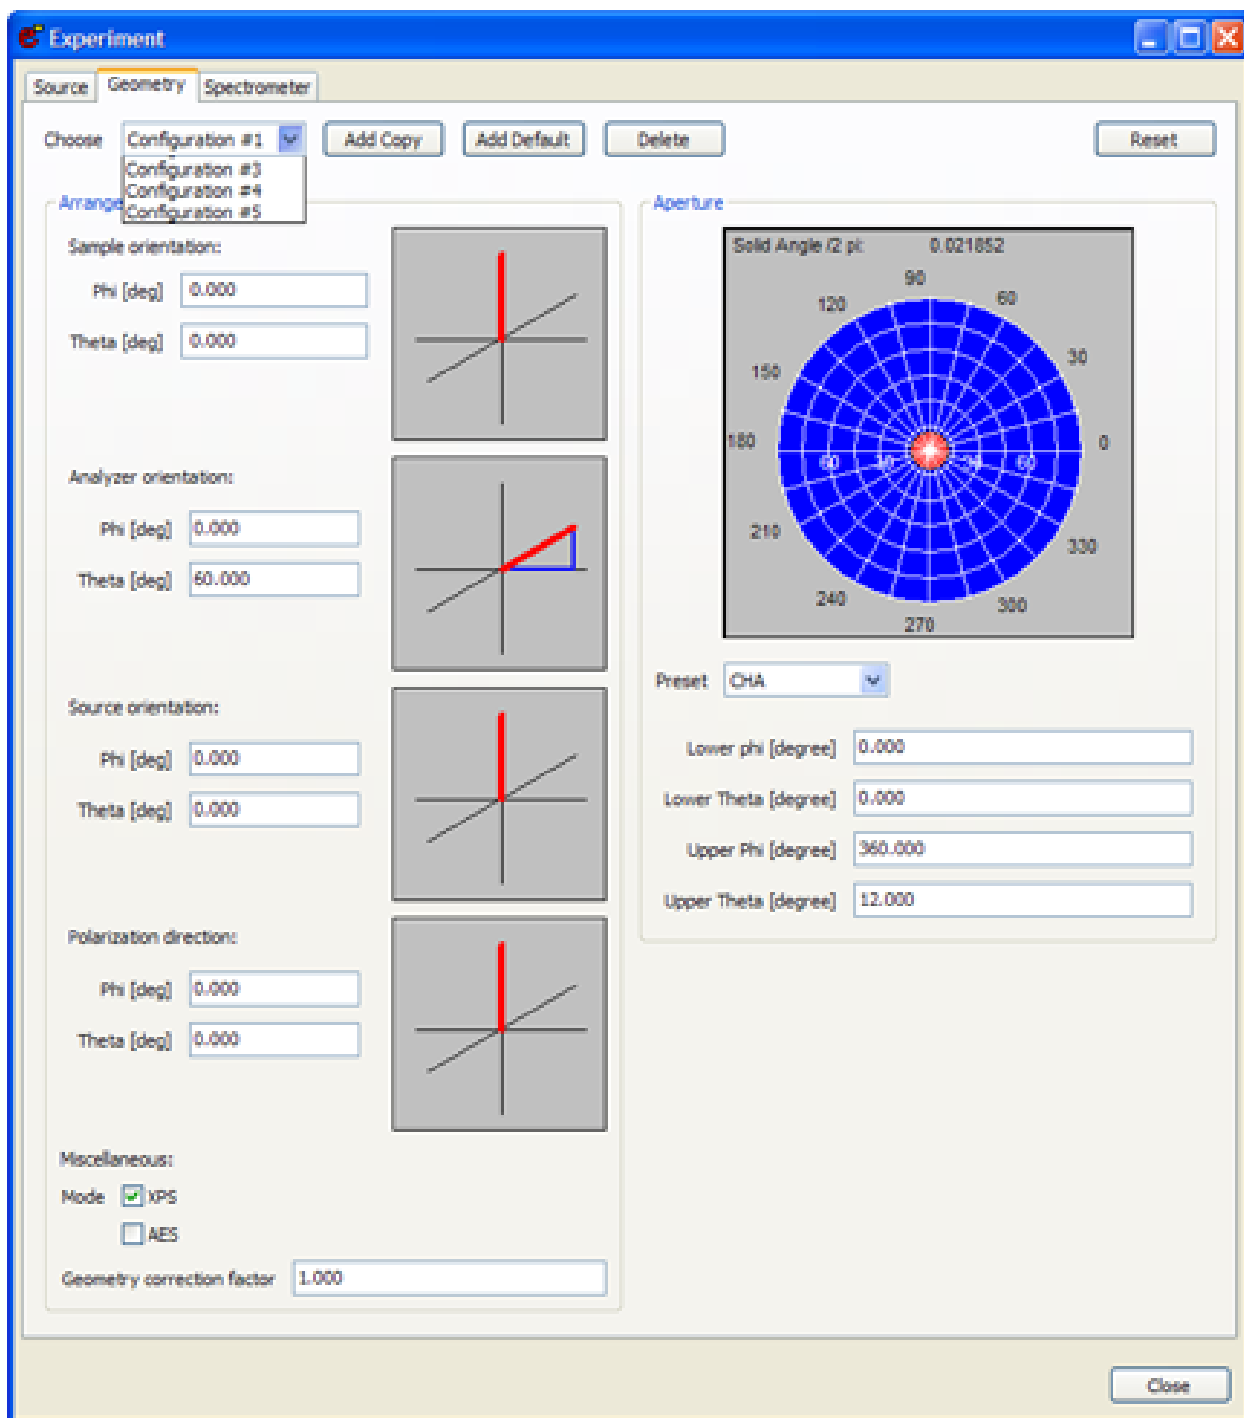 Experiment
Source Geometry Spectrometer
Choose Configuration #1 Add Copy Add Default Delete Reset
Configuration #3
Configuration #4
Configuration #5
Arrange
Sample orientation:
Phi [deg] 0.000
Theta [deg] 0.000
Analyzer orientation:
Phi [deg] 0.000
Theta [deg] 60.000
Source orientation:
Phi [deg] 0.000
Theta [deg] 0.000
Polarization direction:
Phi [deg] 0.000
Theta [deg] 0.000
Miscellaneous:
Mode XPS
AES
Geometry correction factor 1.000
Aperture
Solid Angle /2 pi: 0.021852
90
120 60
150 30
180 0
60 60
210 330
240 300
270
Preset CHA
Lower phi [degree] 0.000
Lower Theta [degree] 0.000
Upper Phi [degree] 360.000
Upper Theta [degree] 12.000
Close